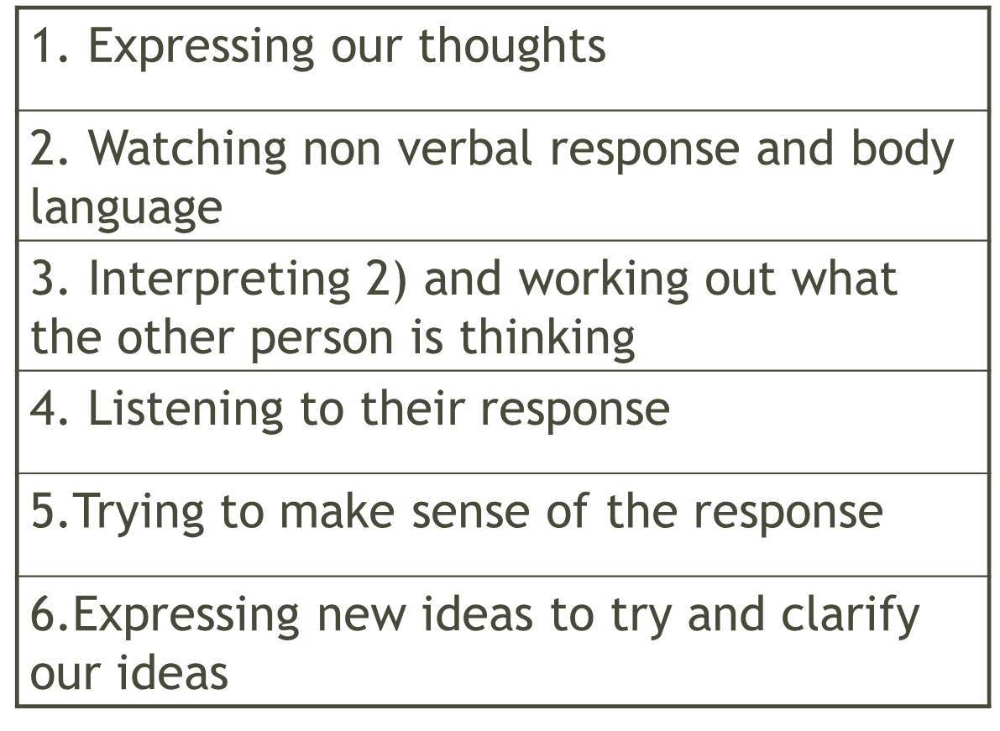 1. Expressing our thoughts
2. Watching non verbal response and body
language
3. Interpreting 2) and working out what
the other person is thinking
4. Listening to their response
5.Trying to make sense of the response
6.Expressing new ideas to try and clarify
our ideas